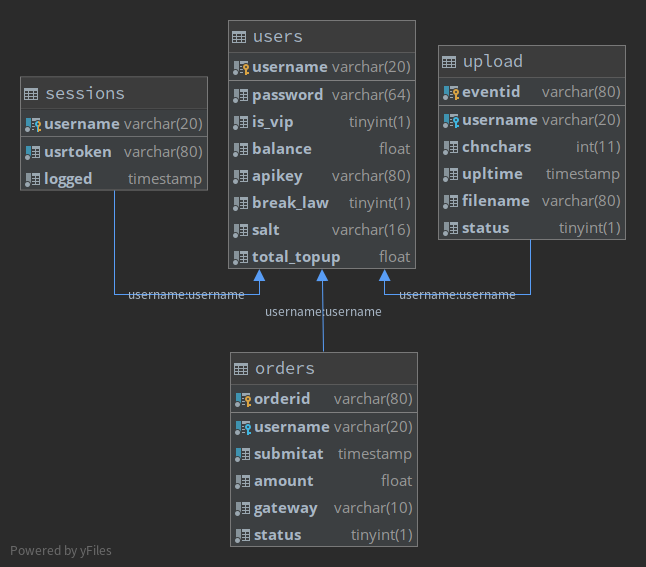 users
username varchar(20)
password varchar(64)
is_vip tinyint(1)
balance float
apikey varchar(80)
break_law tinyint(1)
salt varchar(16)
total_topup float
upload
eventid varchar(80)
username varchar(20)
chnchars int(11)
upltime timestamp
filename varchar(80)
status tinyint(1)
sessions
username varchar(20)
usrtoken varchar(80)
logged timestamp
username:username
username:username
username:username
orders
orderid varchar(80)
username varchar(20)
submitat timestamp
amount float
gateway varchar(10)
status tinyint(1)
Powered by yFiles